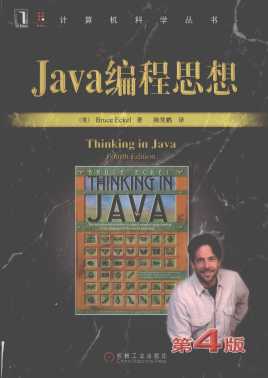 计算机科学丛书
Java编程思想
（美） Bruce Eckel 著 陈昊鹏 译
Thinking in Java
Fourth Edition
BRUCE ECKEL
THINKING IN
JAVA
第4版
机械工业出版社